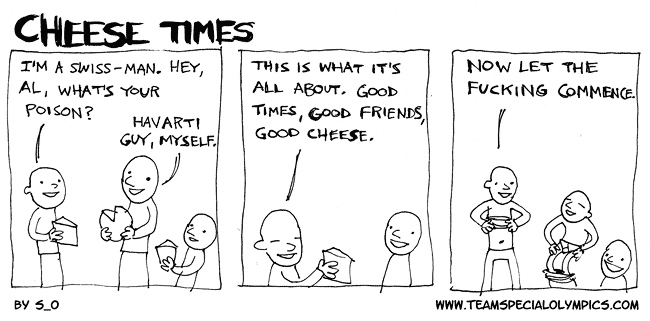 CHEESE TIMES
I'M A SWISS-MAN. HEY,
AL, WHAT'S YOUR
POISON?
HAVARTI
GUY, MYSELF.
THIS IS WHAT IT'S
ALL ABOUT. GOOD
TIMES, GOOD FRIENDS,
GOOD CHEESE.
NOW LET THE
FUCKING COMMENCE.
BY S_O
WWW.TEAMSPECIALOLYMPICS.COM